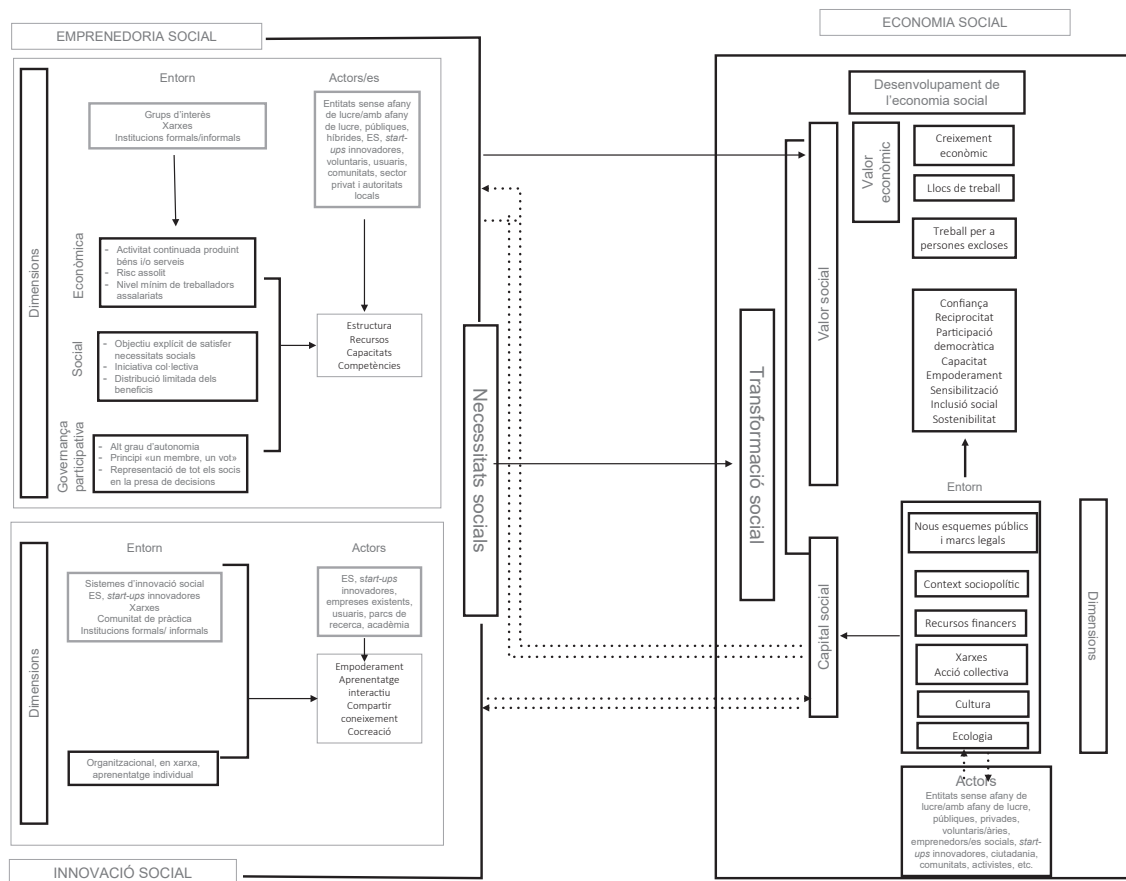 EMPRENEDORIA SOCIAL
Dimensions
Entorn
Grups d'interès
Xarxes
Institucions formals/informals
Actors/es
Entitats sense afany
de lucre/amb afany
de lucre, públiques,
híbrides, ES, start-
ups innovadores,
voluntaris, usuaris,
comunitats, sector
privat i autoritats
locals
Econòmica
- Activitat continuada produint
béns i/o serveis
- Risc assolit
- Nivel mínim de treballadors
assalariats
Social
- Objectiu explícit de satisfer
necessitats socials
- Iniciativa col·lectiva
- Distribució limitada dels
beneficis
Governança
participativa
- Alt grau d'autonomia
- Principi «un membre, un vot»
- Representació de tot els socis
en la presa de decisions
Estructura
Recursos
Capacitats
Competències
Dimensions
Entorn
Sistemes d'innovació social
ES, start-ups innovadores
Xarxes
Comunitat de pràctica
Institucions formals/ informals
Organitzacional, en xarxa,
aprenentatge individual
Actors
ES, start-ups
innovadores,
empreses existents,
usuaris, parcs de
recerca, acadèmia
Empoderament
Aprenentatge
interactiu
Compartir
coneixement
Cocreació
INNOVACIÓ SOCIAL
Necessitats socials
ECONOMIA SOCIAL
Transformació social
Valor social
Capital social
Desenvolupament de
l'economia social
Valor
econòmic
Creixement
econòmic
Llocs de treball
Treball per a
persones excloses
Confiança
Reciprocitat
Participació
democràtica
Capacitat
Empoderament
Sensibilització
Inclusió social
Sostenibilitat
Entorn
Nous esquemes públics
i marcs legals
Context sociopolític
Recursos financers
Xarxes
Acció collectiva
Cultura
Ecologia
Dimensions
Actors
Entitats sense afany de
lucre/amb afany de lucre,
públiques, privades,
voluntaris/àries,
emprenedors/es socials, start-
ups innovadores, ciutadania,
comunitats, activistes, etc.